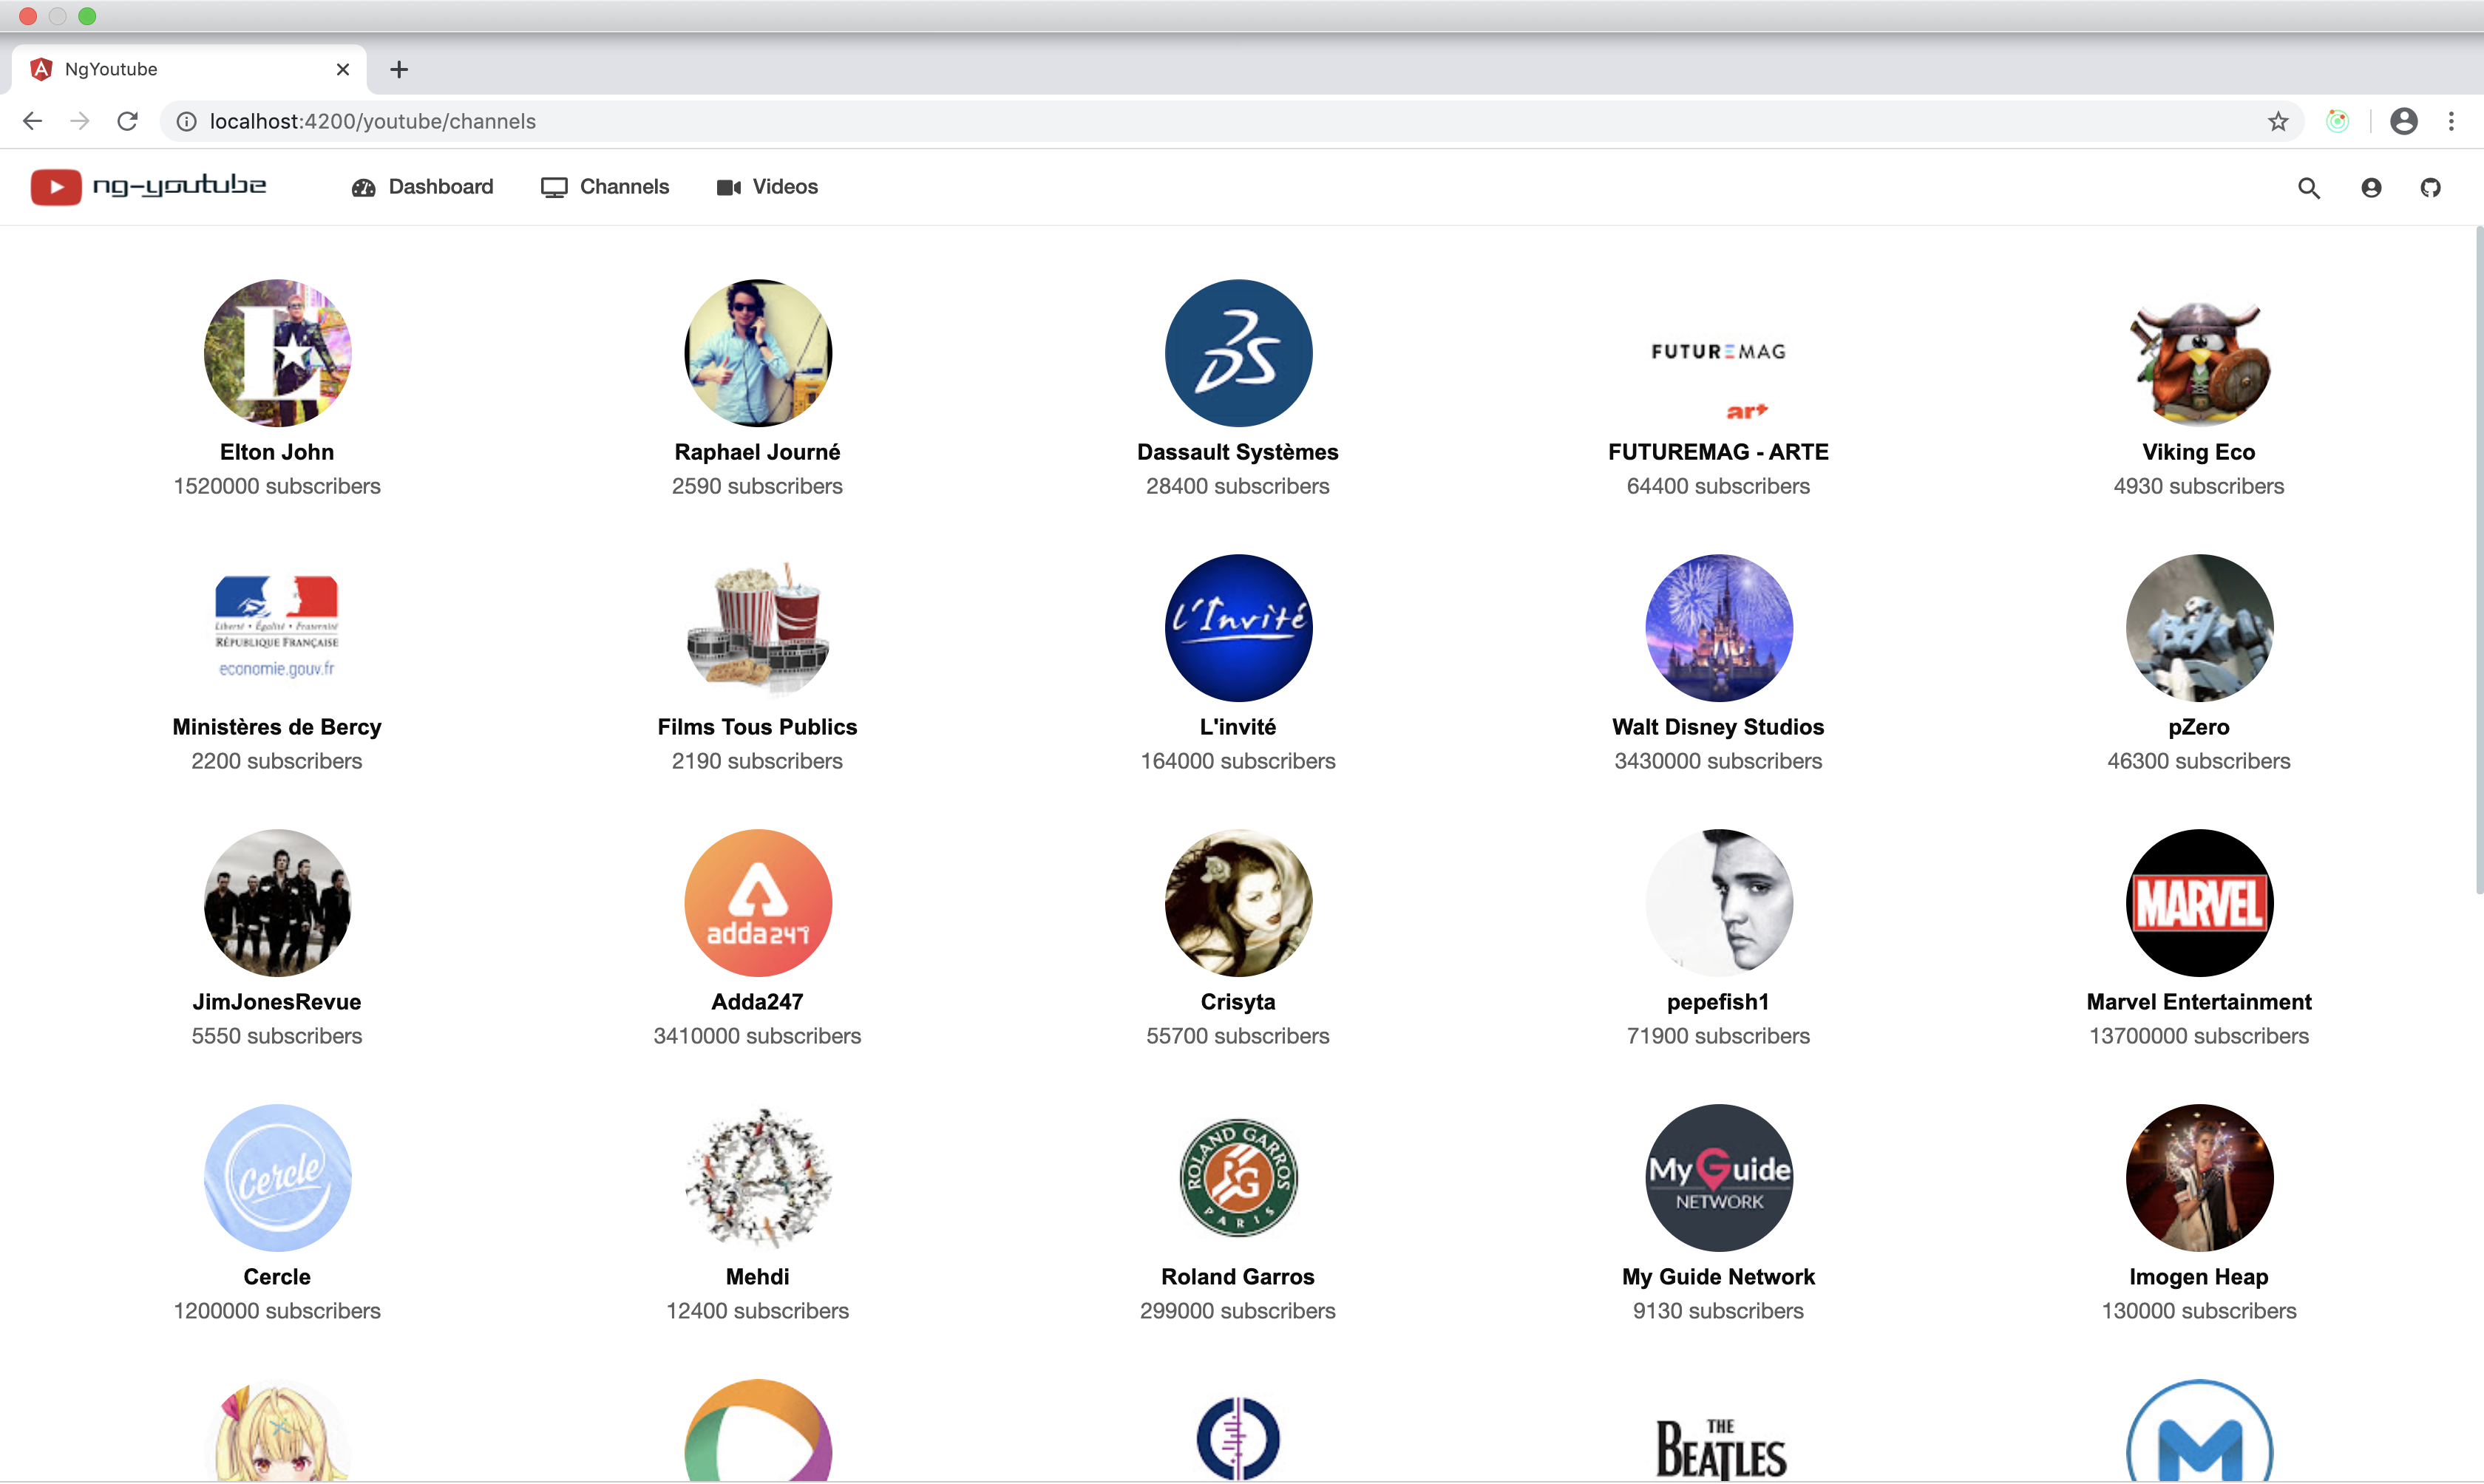 NgYoutube
localhost:4200/youtube/channels
ng-youtube
Dashboard
Channels
Videos
E
3DS
FUTUREMAG
arte
Elton John
Raphael Journé
Dassault Systèmes
FUTUREMAG - ARTE
Viking Eco
1520000 subscribers
2590 subscribers
28400 subscribers
64400 subscribers
4930 subscribers
Liberté • Égalité • Fraternité
RÉPUBLIQUE FRANÇAISE
economie.gouv.fr
L'Invité
Ministères de Bercy
Films Tous Publics
L'invité
Walt Disney Studios
pZero
2200 subscribers
2190 subscribers
164000 subscribers
3430000 subscribers
46300 subscribers
adda247
MARVEL
JimJonesRevue
Adda247
Crisyta
pepefish1
Marvel Entertainment
5550 subscribers
3410000 subscribers
55700 subscribers
71900 subscribers
13700000 subscribers
Cercle
A
ROLAND GARROS
RG
PARIS
My Guide
NETWORK
Cercle
Mehdi
Roland Garros
My Guide Network
Imogen Heap
1200000 subscribers
12400 subscribers
299000 subscribers
9130 subscribers
130000 subscribers
THE
BEATLES
M